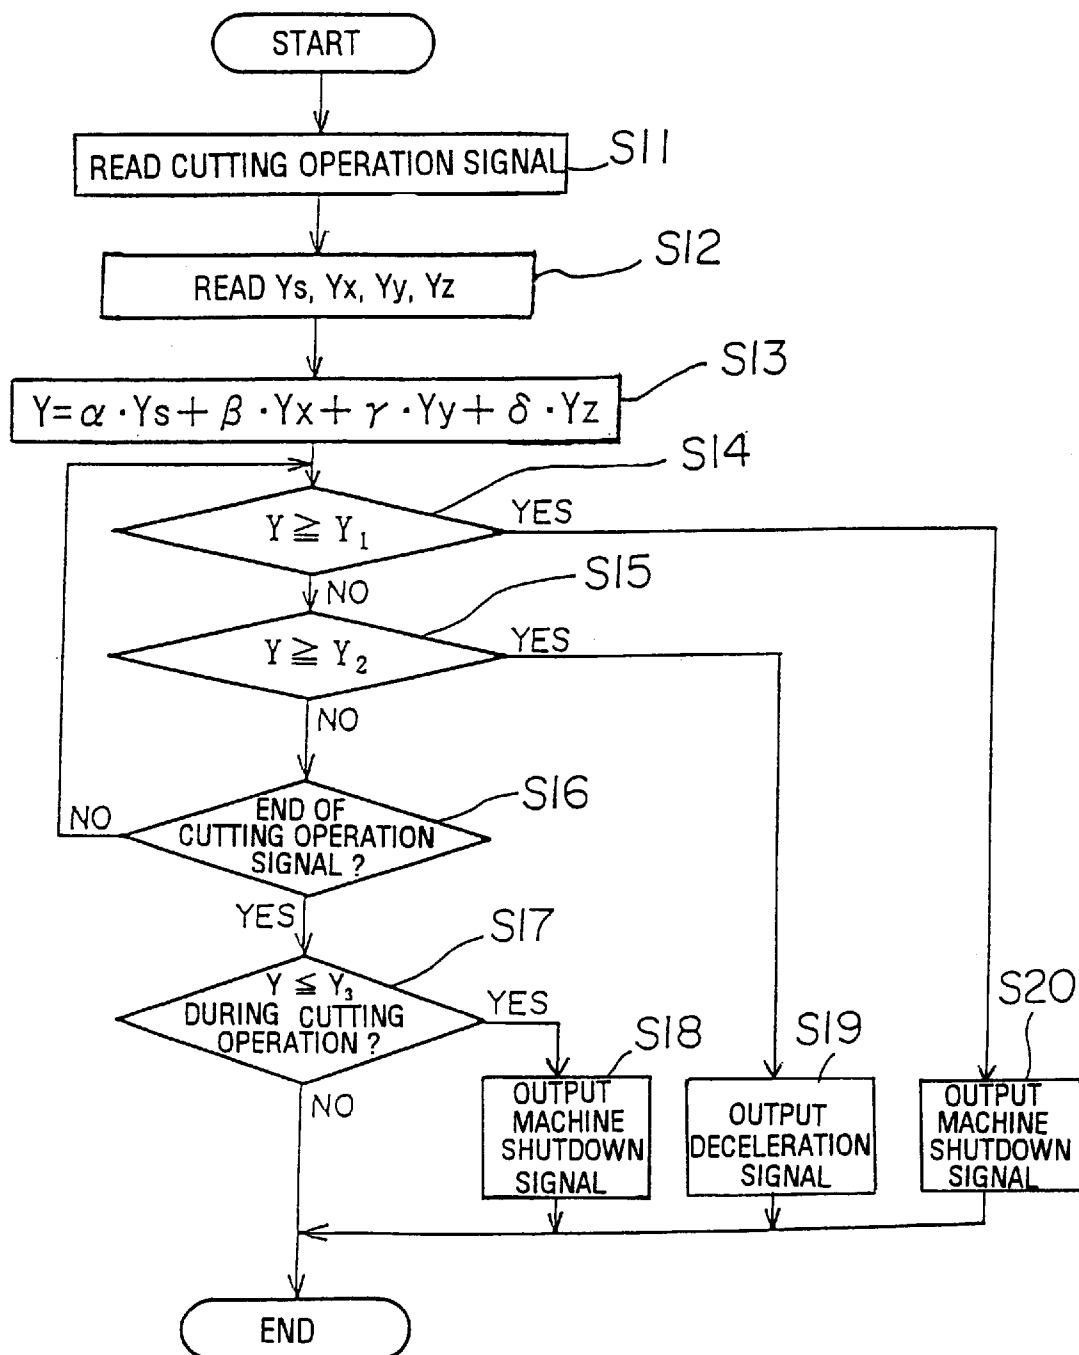 START
READ CUTTING OPERATION SIGNAL
S11
READ Ys, Yx, Yy, Yz
S12
Y=α·Ys+β·Yx+γ·Yy+δ·Yz
S13
Y ≧ Y₁
S14
YES
NO
Y ≧ Y₂
S15
YES
NO
END OF
CUTTING OPERATION
SIGNAL ?
S16
NO
YES
Y ≦ Y₃
DURING CUTTING
OPERATION ?
S17
YES
NO
OUTPUT
MACHINE
SHUTDOWN
SIGNAL
S18
OUTPUT
DECELERATION
SIGNAL
S19
OUTPUT
MACHINE
SHUTDOWN
SIGNAL
S20
END